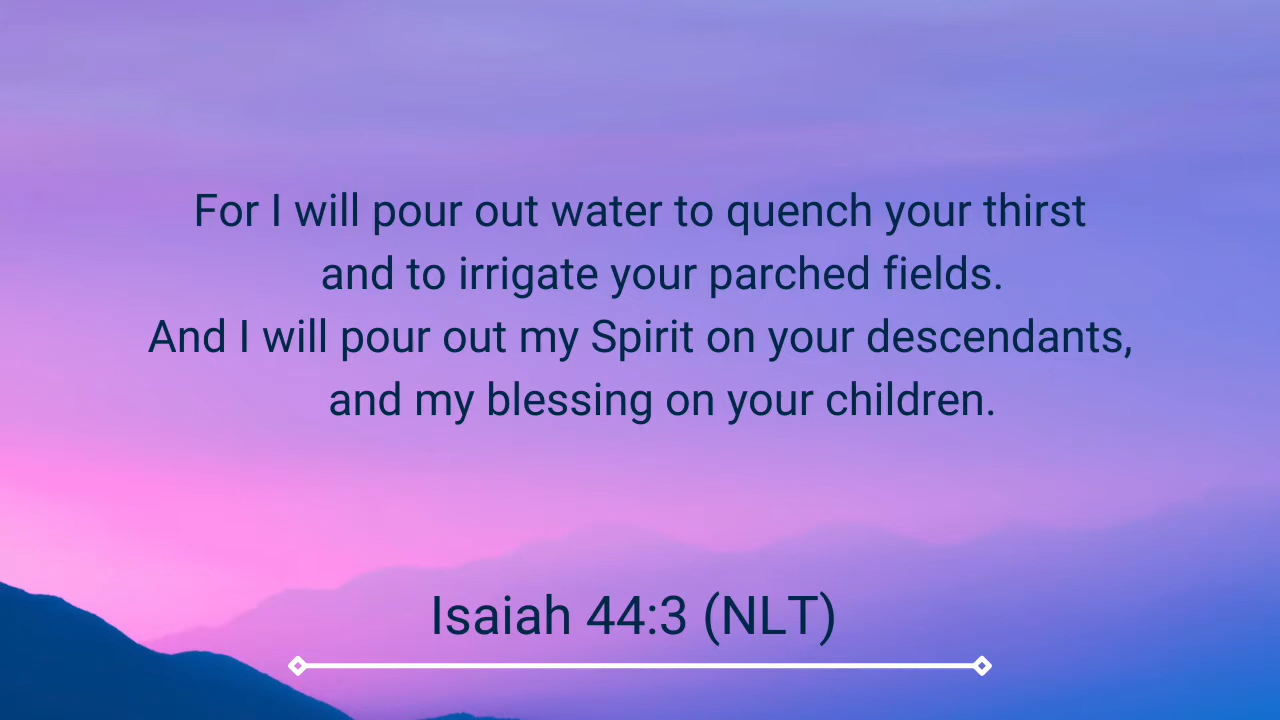 For I will pour out water to quench your thirst
and to irrigate your parched fields.
And I will pour out my Spirit on your descendants,
and my blessing on your children.
Isaiah 44:3 (NLT)